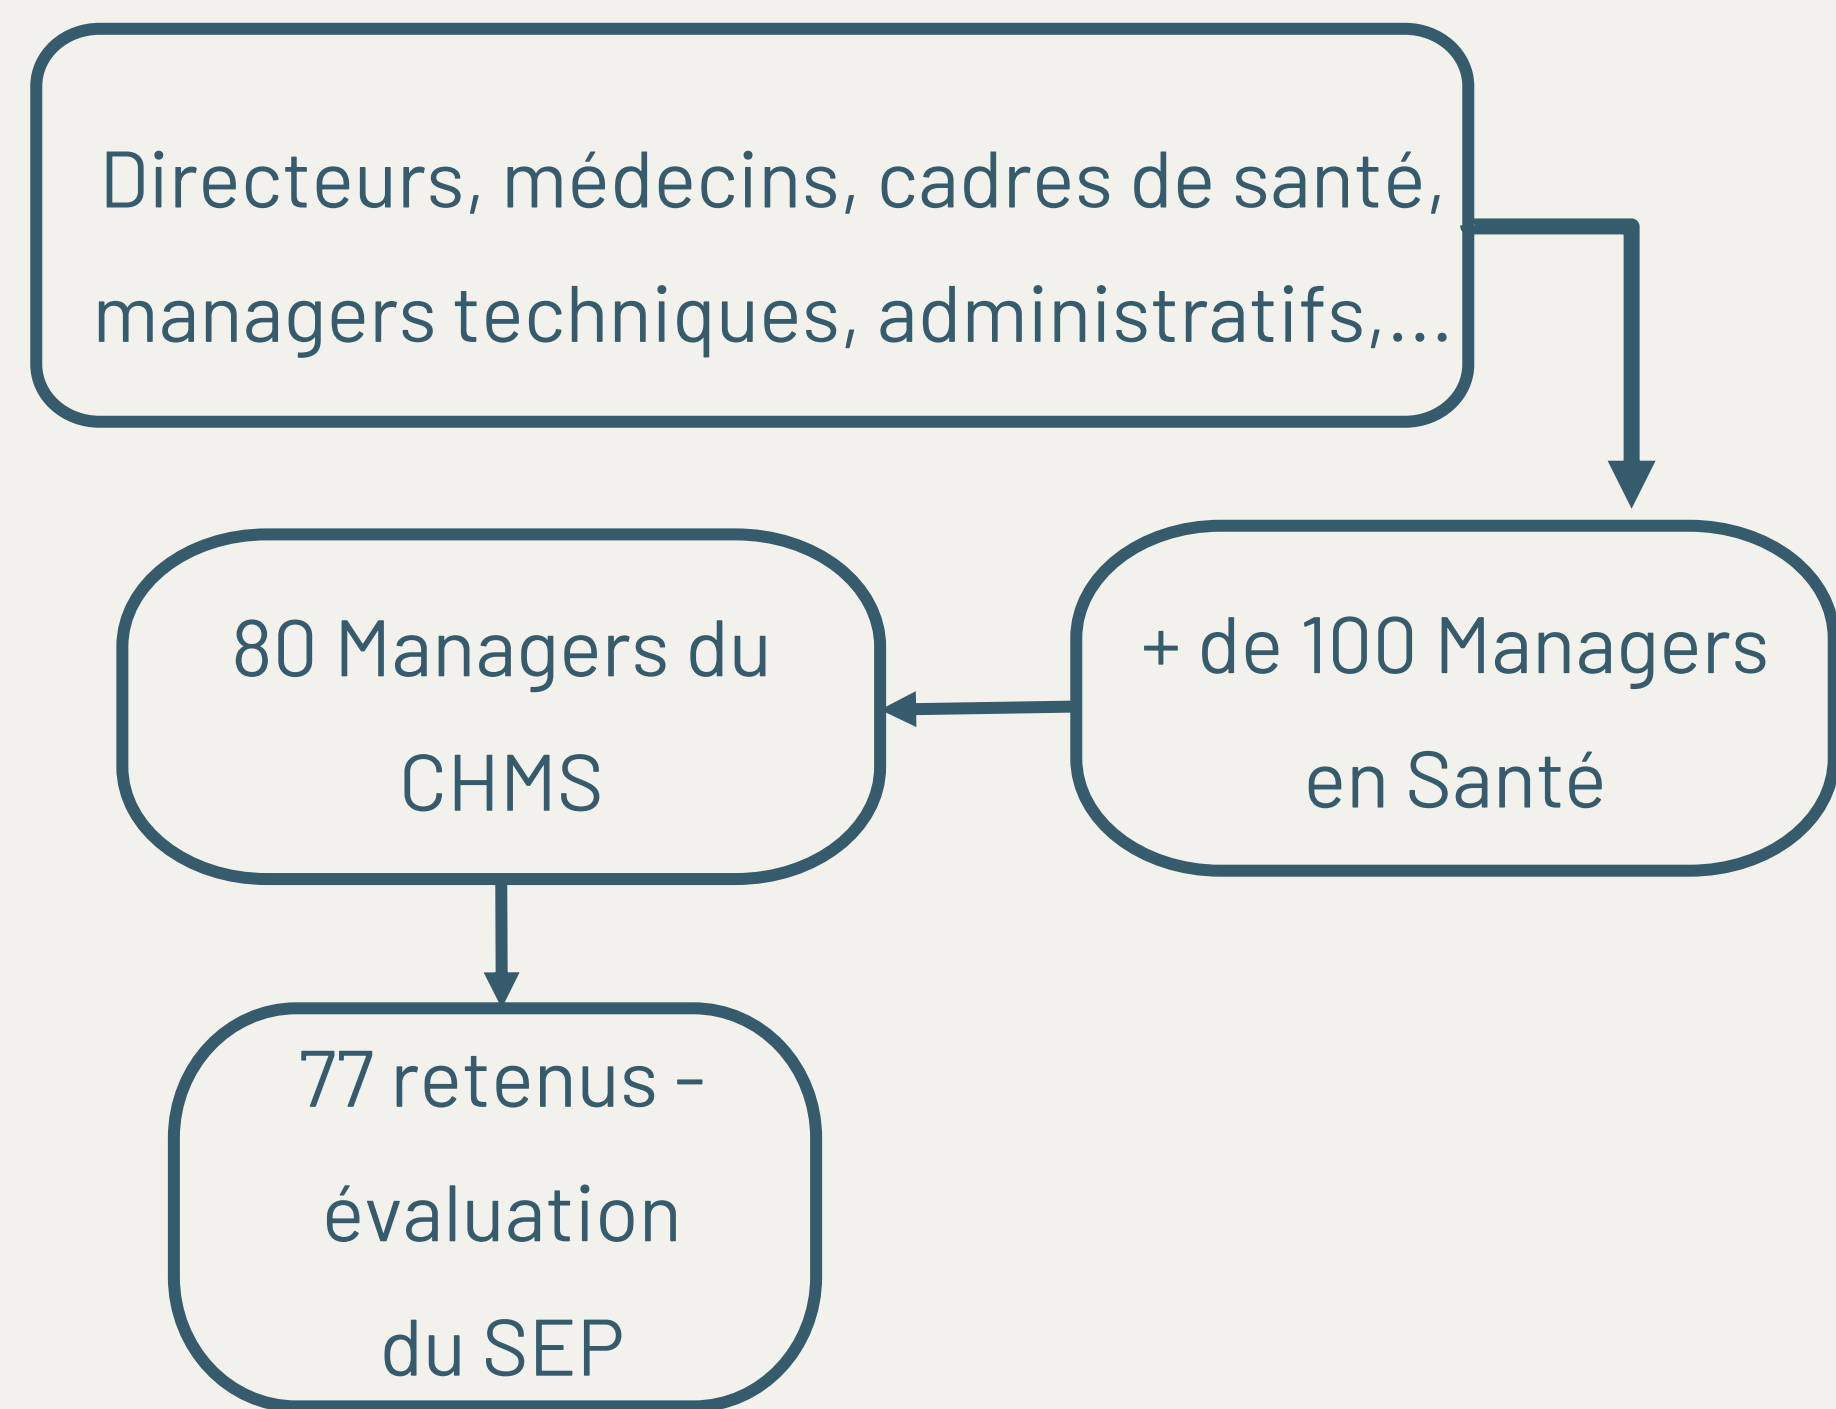 Directeurs, médecins, cadres de santé,
managers techniques, administratifs,...
+ de 100 Managers
en Santé
80 Managers du
CHMS
77 retenus -
évaluation
du SEP